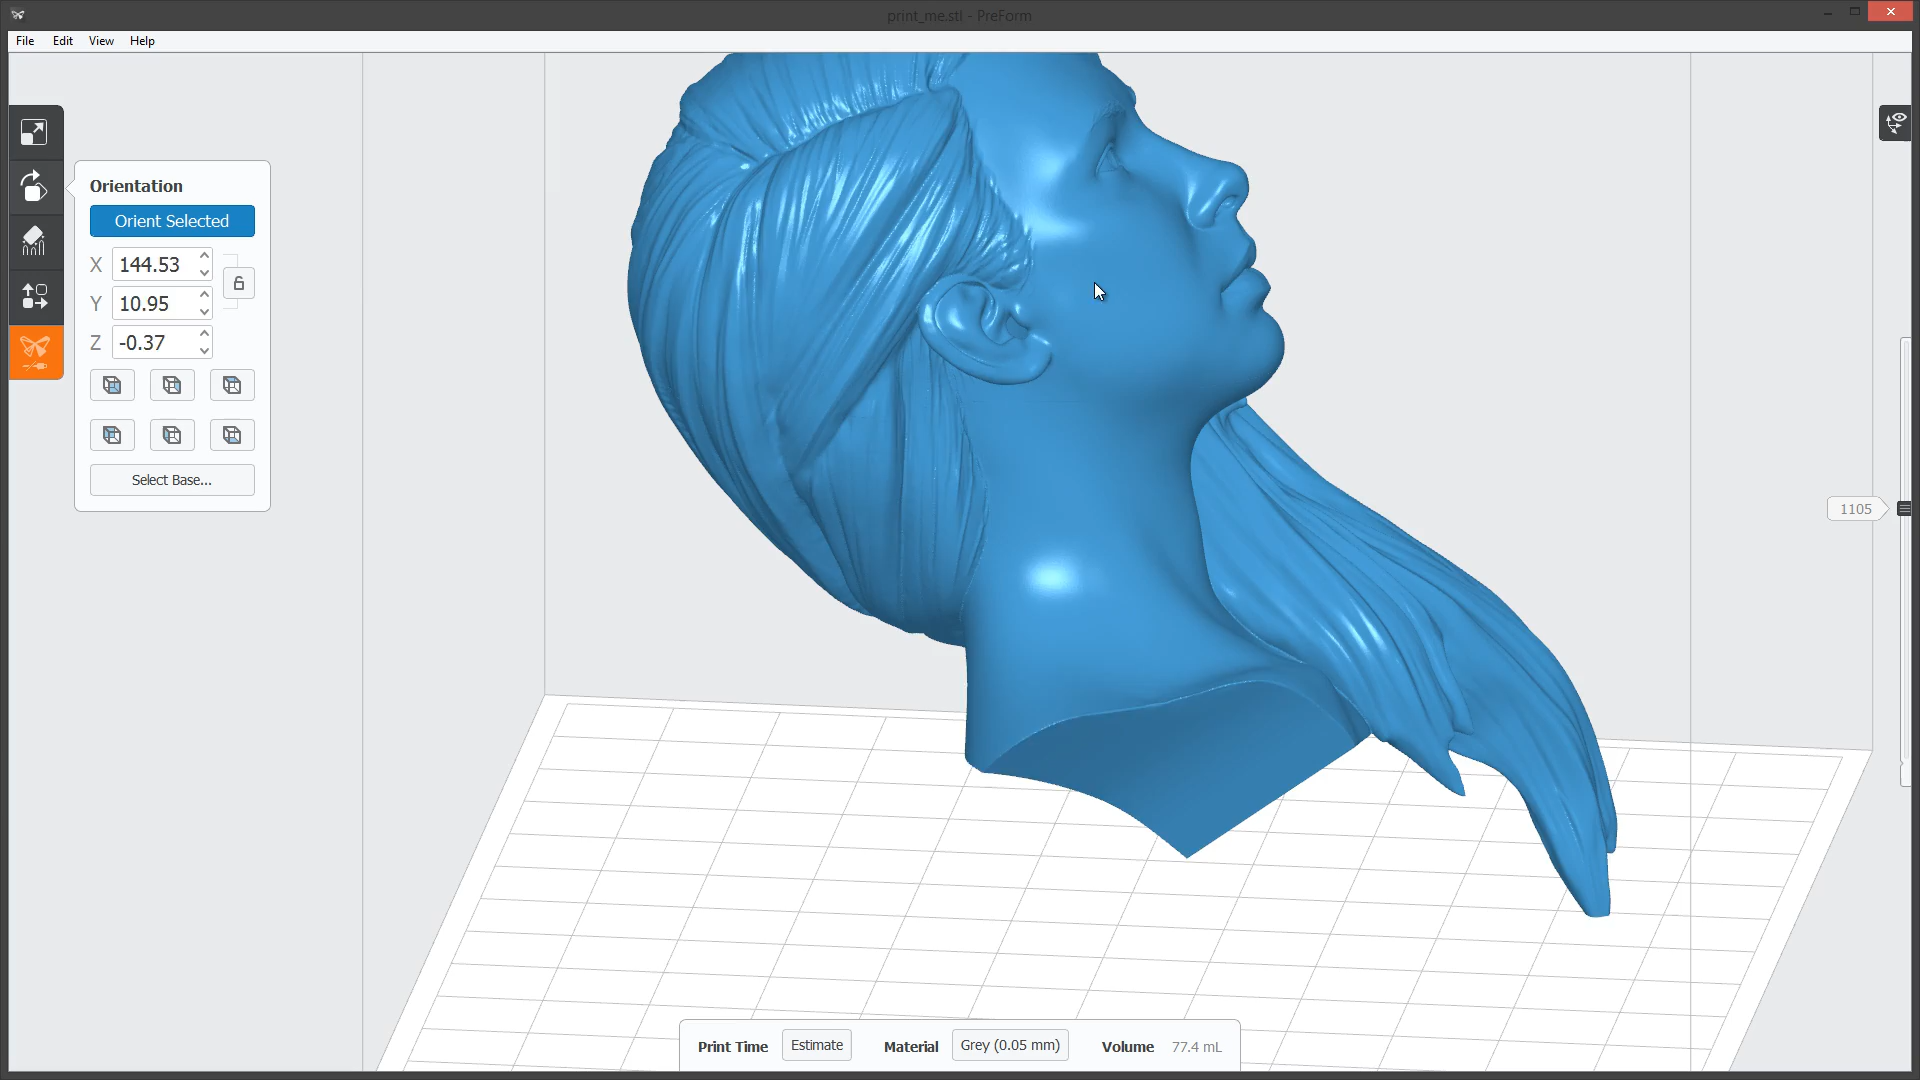 print_me.stl - PreForm
File Edit View Help
Orientation
Orient Selected
X 144.53
Y 10.95
Z -0.37
Select Base...
1105
Print Time Estimate Material Grey (0.05 mm) Volume 77.4 mL